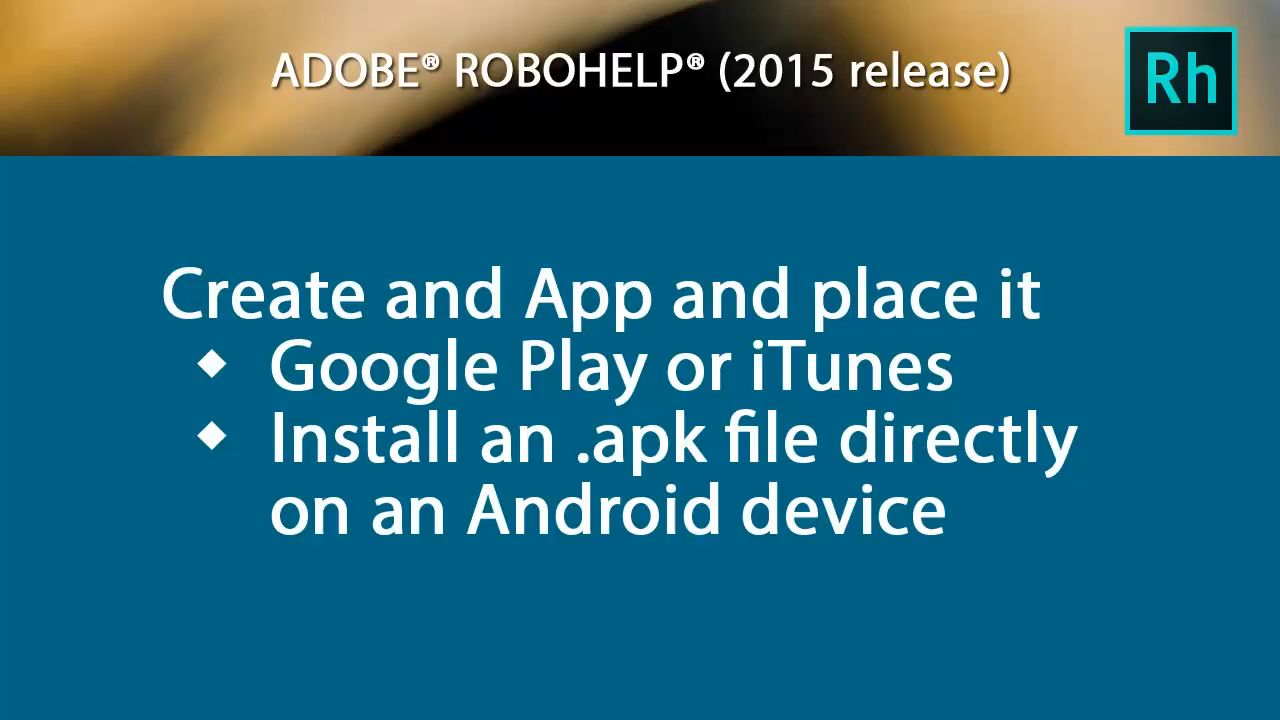 ADOBE® ROBOHELP® (2015 release)
Rh
Create and App and place it
◆ Google Play or iTunes
◆ Install an .apk file directly
on an Android device